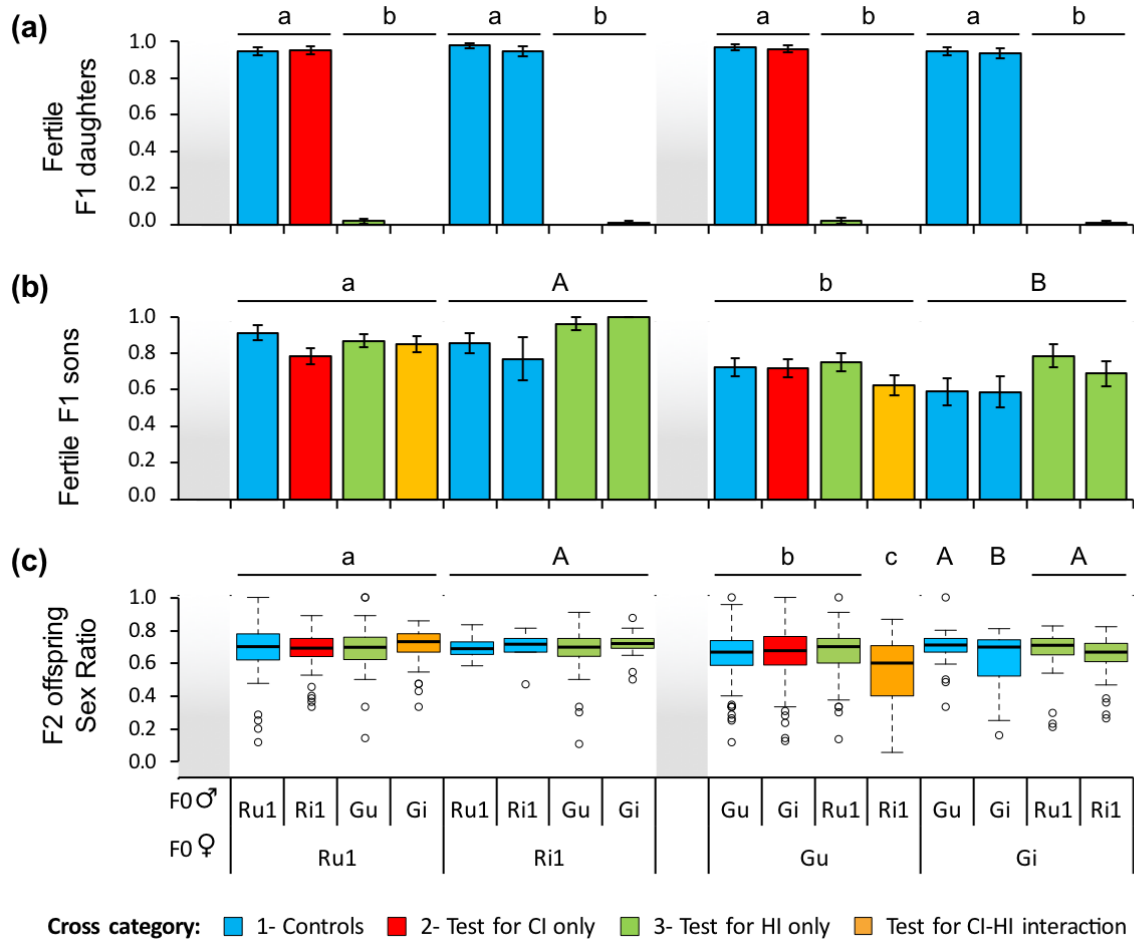 (a)
a b a b a b a b
Fertile
F1 daughters
1.0
0.8
0.6
0.4
0.2
0.0
(b)
a A b B
Fertile F1 sons
1.0
0.8
0.6
0.4
0.2
0.0
(c)
a A b c A B A
F2 offspring
Sex Ratio
1.0
0.8
0.6
0.4
0.2
0.0
F0♂ Ru1 Ri1 Gu Gi Ru1 Ri1 Gu Gi Gu Gi Ru1 Ri1 Gu Gi Ru1 Ri1
F0♀ Ru1 Ri1 Gu Gi
Cross category: 1- Controls 2- Test for CI only 3- Test for HI only Test for CI-HI interaction